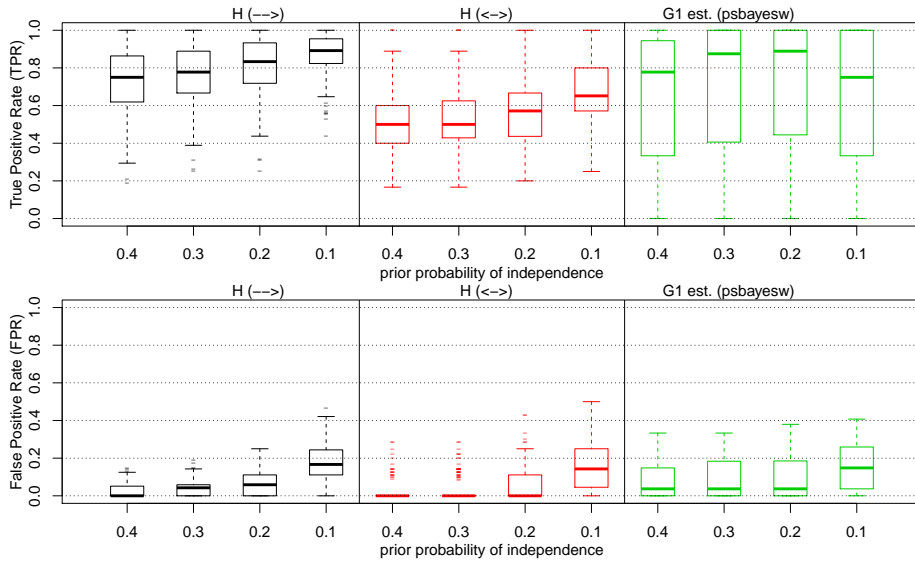 H (−−>) H (<−>) G1 est. (psbayesw)
True Positive Rate (TPR)
1.0
0.8
0.6
0.4
0.2
0.0
0.4 0.3 0.2 0.1 0.4 0.3 0.2 0.1 0.4 0.3 0.2 0.1
prior probability of independence
H (−−>) H (<−>) G1 est. (psbayesw)
False Positive Rate (FPR)
1.0
0.8
0.6
0.4
0.2
0.0
0.4 0.3 0.2 0.1 0.4 0.3 0.2 0.1 0.4 0.3 0.2 0.1
prior probability of independence